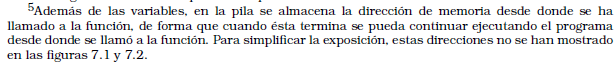 ⁵Además de las variables, en la pila se almacena la dirección de memoria desde donde se ha
llamado a la función, de forma que cuando ésta termina se pueda continuar ejecutando el programa
desde donde se llamó a la función. Para simplificar la exposición, estas direcciones no se han mostrado
en las figuras 7.1 y 7.2.